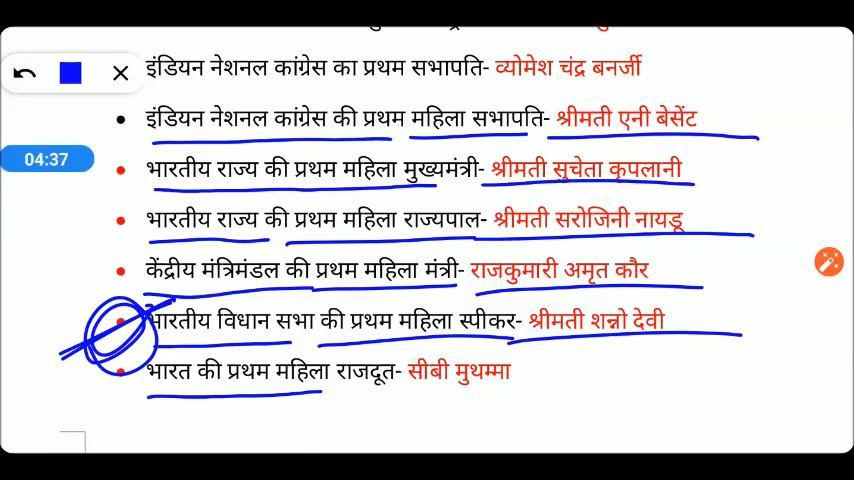 इंडियन नेशनल कांग्रेस का प्रथम सभापति- व्योमेश चंद्र बनर्जी
इंडियन नेशनल कांग्रेस की प्रथम महिला सभापति- श्रीमती एनी बेसेंट
04:37
भारतीय राज्य की प्रथम महिला मुख्यमंत्री- श्रीमती सुचेता कृपलानी
भारतीय राज्य की प्रथम महिला राज्यपाल- श्रीमती सरोजिनी नायडू
केंद्रीय मंत्रिमंडल की प्रथम महिला मंत्री- राजकुमारी अमृत कौर
भारतीय विधान सभा की प्रथम महिला स्पीकर- श्रीमती शन्नो देवी
भारत की प्रथम महिला राजदूत- सीबी मुथम्मा